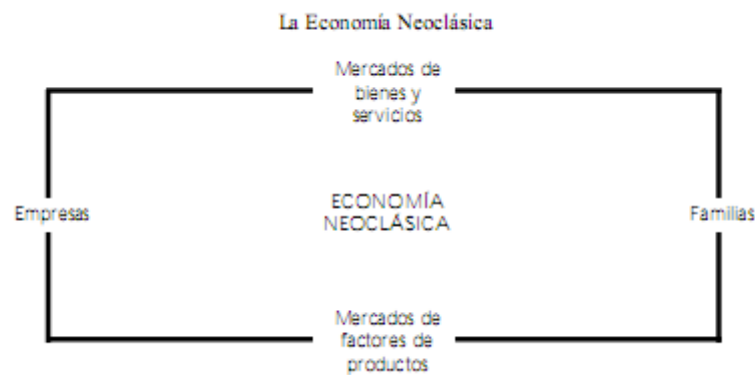 La Economía Neoclásica
Mercados de
bienes y
servicios
Empresas
ECONOMÍA
NEOCLÁSICA
Familias
Mercados de
factores de
productos